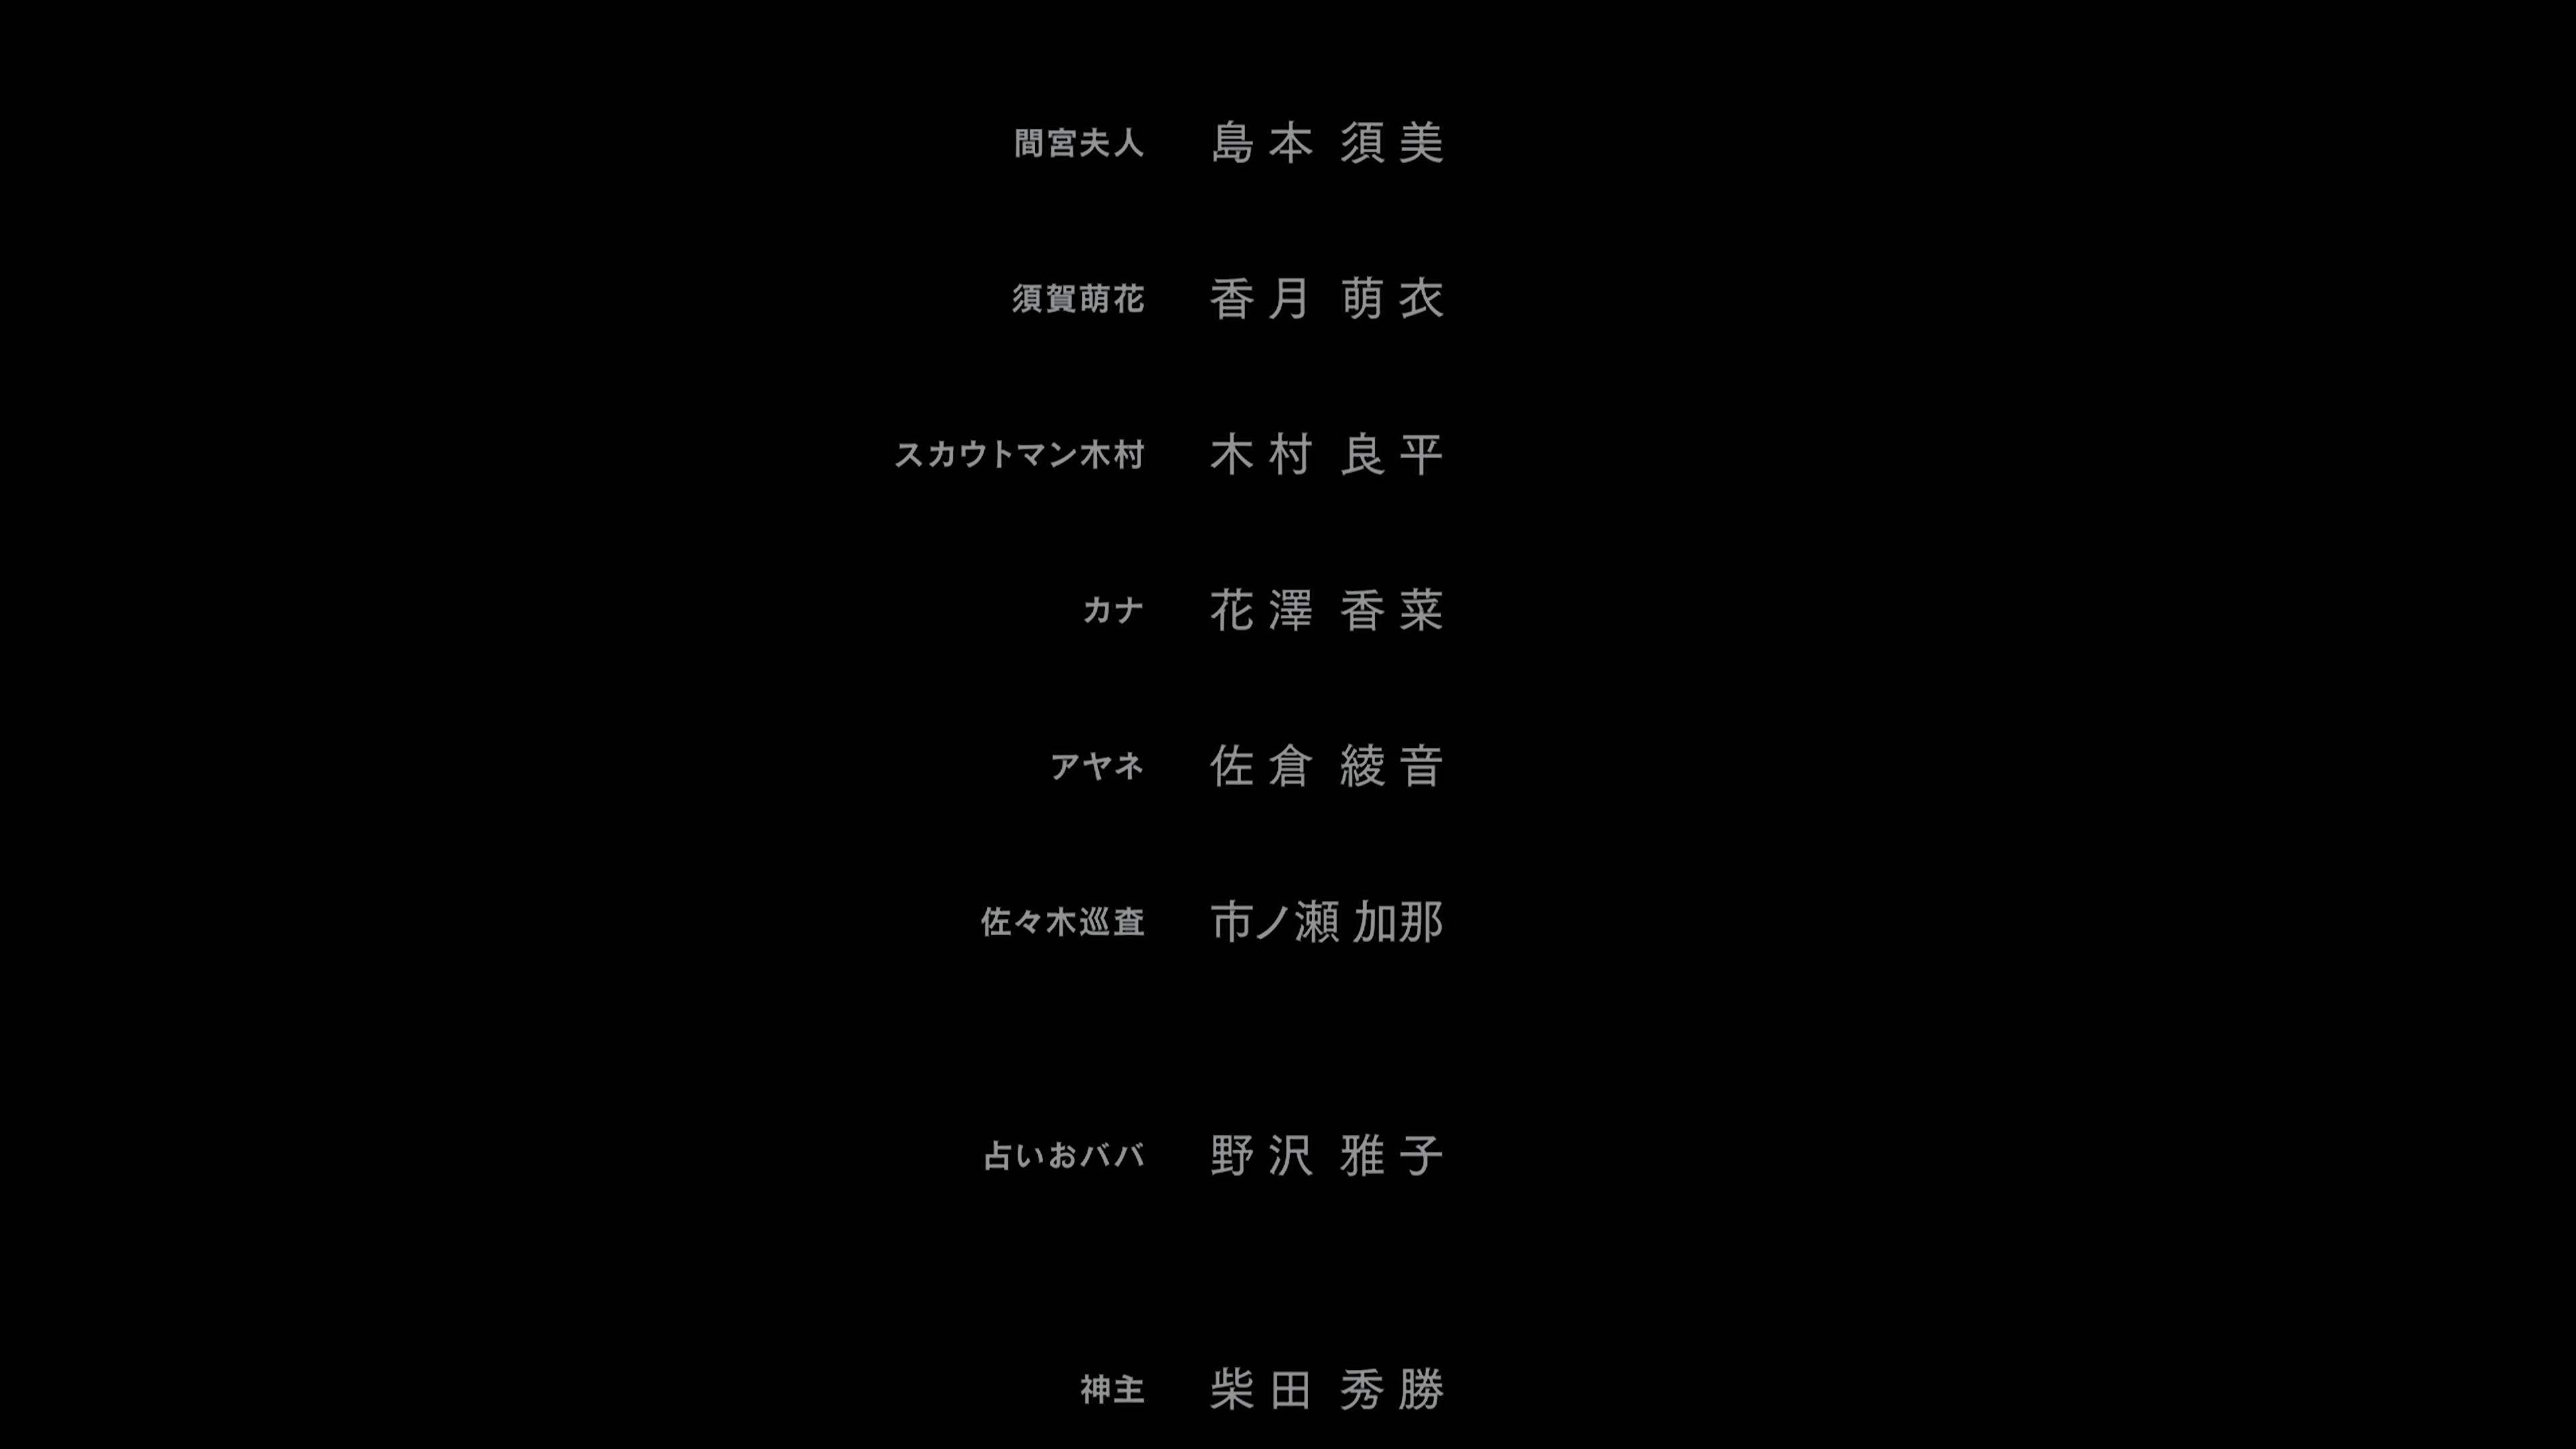 間宮夫人 島本 須美
須賀萌花 香月 萌衣
スカウトマン木村 木村 良平
カナ 花澤 香菜
アヤネ 佐倉 綾音
佐々木巡査 市ノ瀬 加那
占いおババ 野沢 雅子
神主 柴田 秀勝